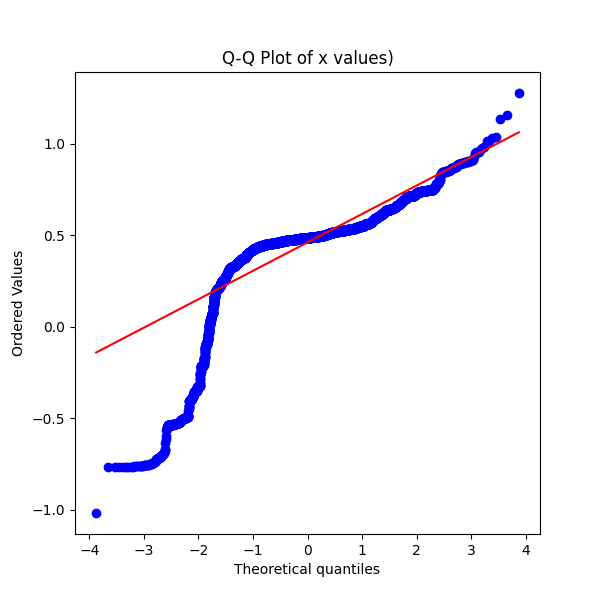 Q-Q Plot of x values)
Ordered Values
1.0
0.5
0.0
−0.5
−1.0
−4 −3 −2 −1 0 1 2 3 4
Theoretical quantiles